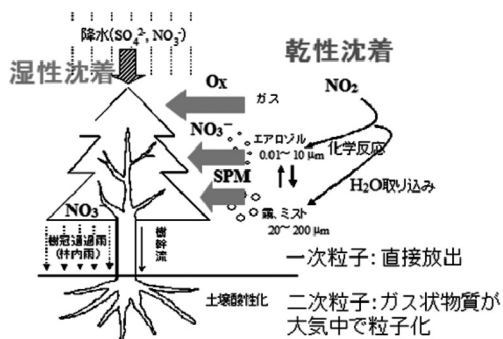 降水(SO₄²⁻, NO₃⁻)
湿性沈着
乾性沈着
Ox
ガス
NO₂
NO₃⁻
エアロゾル
0.01～10 μm
化学反応
SPM
H₂O取り込み
霧、ミスト
20～200 μm
NO₃⁻
樹冠通過雨
(林内雨)
樹幹流
一次粒子：直接放出
土壌酸性化
二次粒子：ガス状物質が
大気中で粒子化